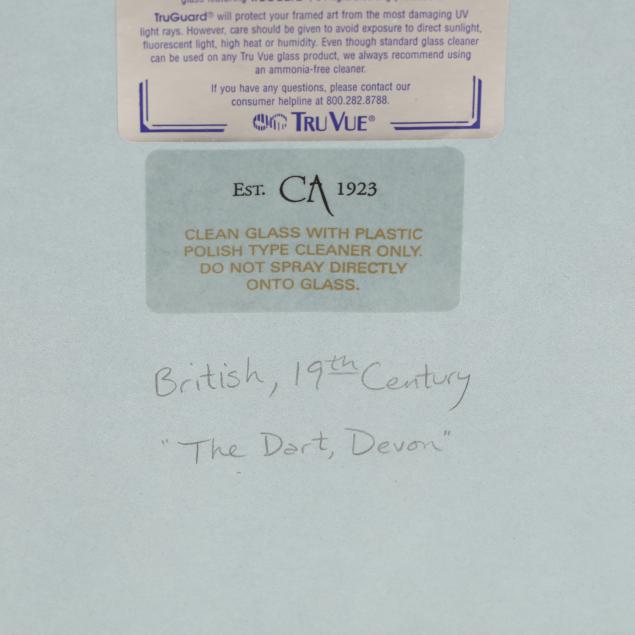 TruGuard® will protect your framed art from the most damaging UV
light rays. However, care should be given to avoid exposure to direct sunlight,
fluorescent light, high heat or humidity. Even though standard glass cleaner
can be used on any Tru Vue glass product, we always recommend using
an ammonia-free cleaner.
If you have any questions, please contact our
consumer helpline at 800.282.8788.
TRU VUE®
EST. CA 1923
CLEAN GLASS WITH PLASTIC
POLISH TYPE CLEANER ONLY.
DO NOT SPRAY DIRECTLY
ONTO GLASS.
British, 19th Century
"The Dart, Devon"